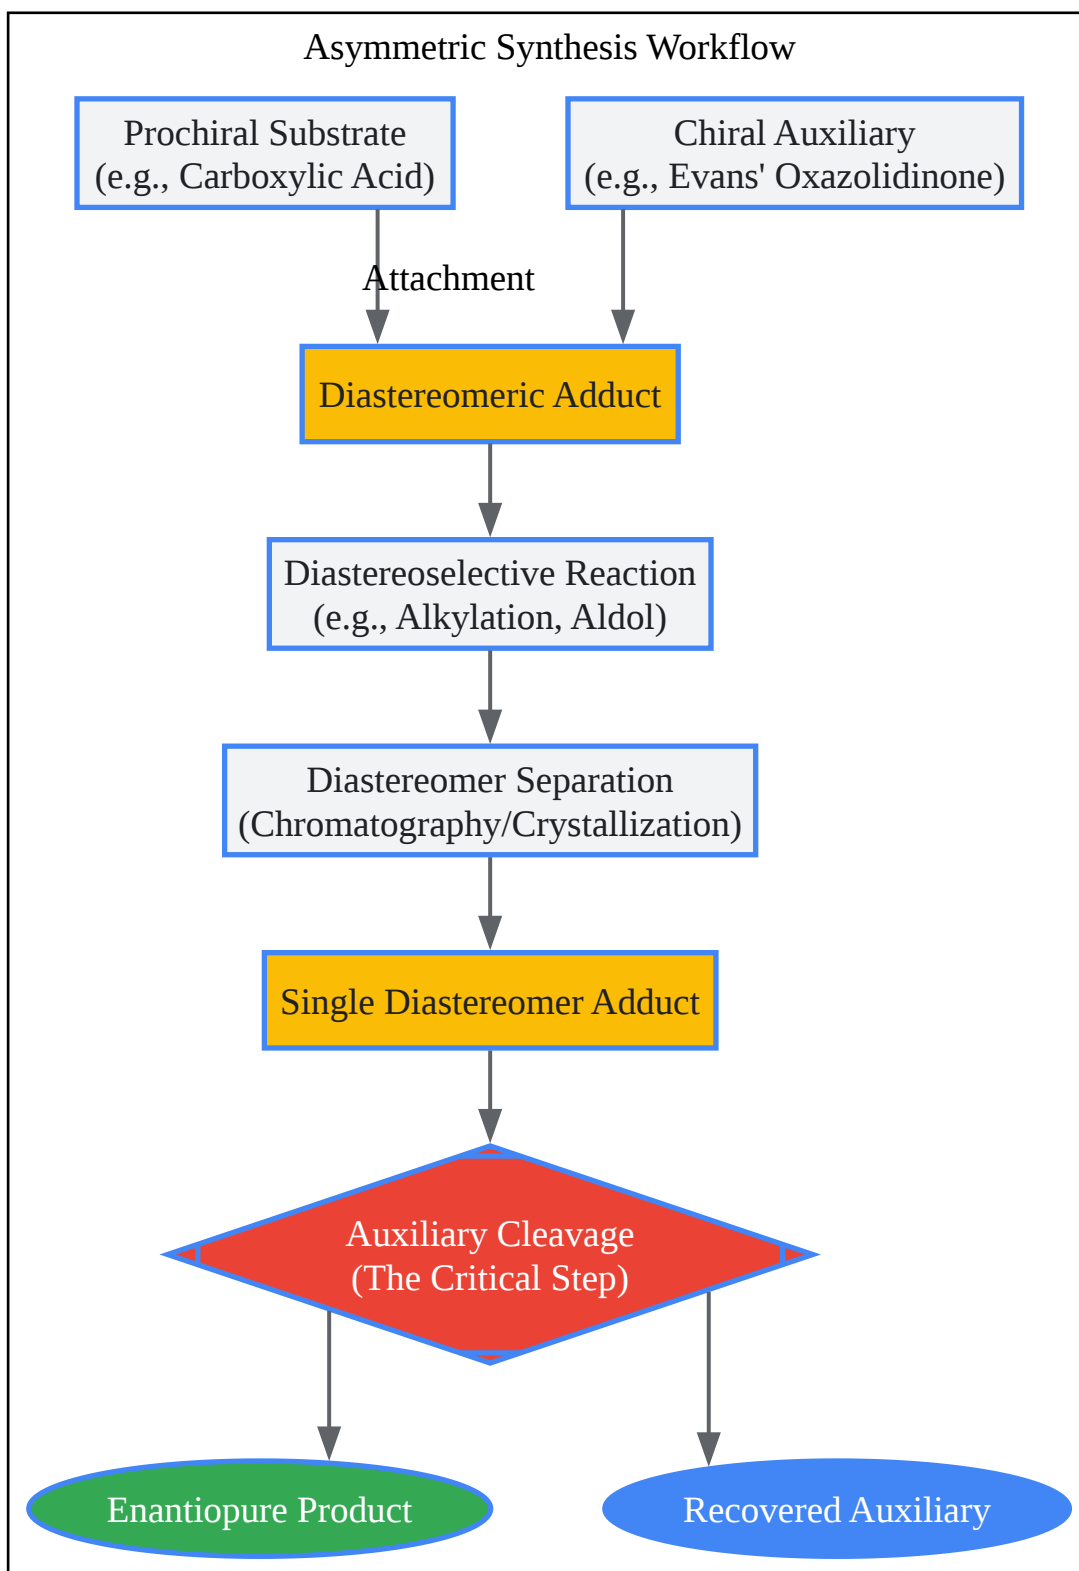 Asymmetric Synthesis Workflow
Prochiral Substrate
(e.g., Carboxylic Acid)
Chiral Auxiliary
(e.g., Evans' Oxazolidinone)
Attachment
Diastereomeric Adduct
Diastereoselective Reaction
(e.g., Alkylation, Aldol)
Diastereomer Separation
(Chromatography/Crystallization)
Single Diastereomer Adduct
Auxiliary Cleavage
(The Critical Step)
Enantiopure Product
Recovered Auxiliary